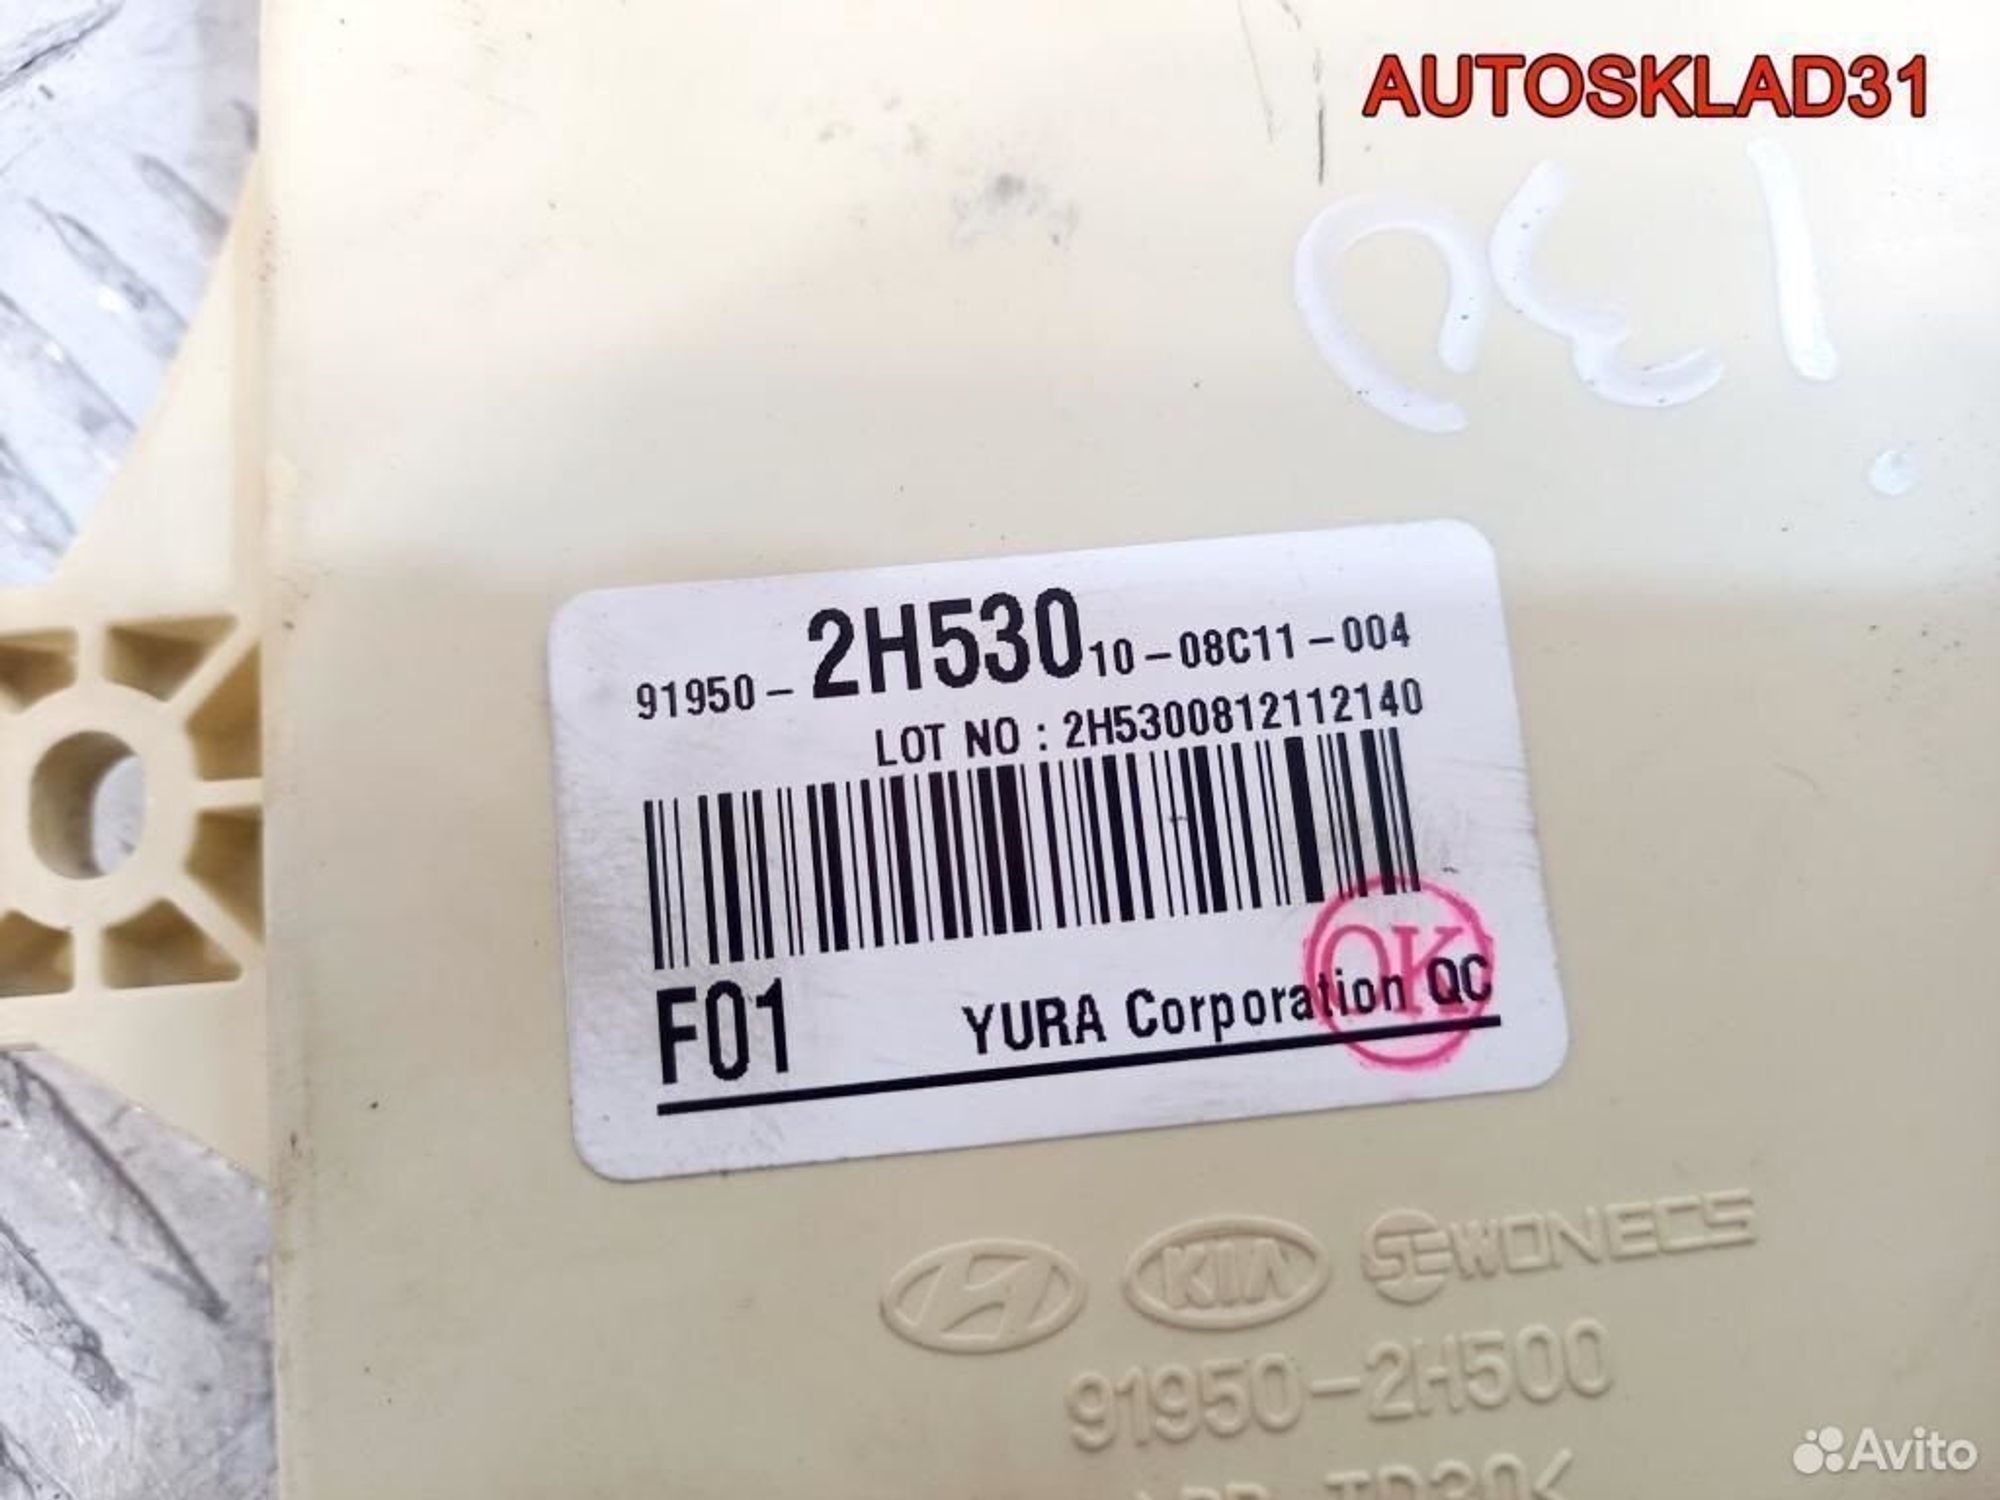 AUTOSKLAD31
91950-2H530 10-08C11-004
LOT NO : 2H5300812112140
F01 YURA Corporation QC
OK
KIA SEWONECS
91950-2H500
Avito